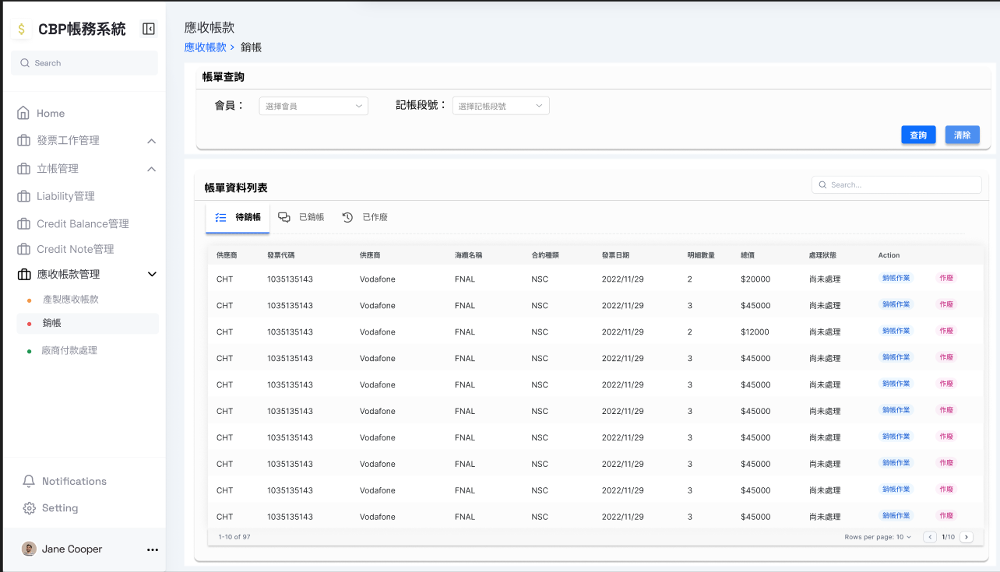 $ CBP帳務系統
Search
Home
發票工作管理
立帳管理
Liability管理
Credit Balance管理
Credit Note管理
應收帳款管理
產製應收帳款
銷帳
廠商付款處理
Notifications
Setting
Jane Cooper
應收帳款
應收帳款 > 銷帳
帳單查詢
會員： 選擇會員 記帳段號： 選擇記帳段號
查詢 清除
帳單資料列表 Search...
待銷帳 已銷帳 已作廢
供應商 發票代碼 供應商 海纜名稱 合約種類 發票日期 明細數量 總價 處理狀態 Action
CHT 1035135143 Vodafone FNAL NSC 2022/11/29 2 $20000 尚未處理 銷帳作業 作廢
CHT 1035135143 Vodafone FNAL NSC 2022/11/29 3 $45000 尚未處理 銷帳作業 作廢
CHT 1035135143 Vodafone FNAL NSC 2022/11/29 2 $12000 尚未處理 銷帳作業 作廢
CHT 1035135143 Vodafone FNAL NSC 2022/11/29 3 $45000 尚未處理 銷帳作業 作廢
CHT 1035135143 Vodafone FNAL NSC 2022/11/29 3 $45000 尚未處理 銷帳作業 作廢
CHT 1035135143 Vodafone FNAL NSC 2022/11/29 3 $45000 尚未處理 銷帳作業 作廢
CHT 1035135143 Vodafone FNAL NSC 2022/11/29 3 $45000 尚未處理 銷帳作業 作廢
CHT 1035135143 Vodafone FNAL NSC 2022/11/29 3 $45000 尚未處理 銷帳作業 作廢
CHT 1035135143 Vodafone FNAL NSC 2022/11/29 3 $45000 尚未處理 銷帳作業 作廢
CHT 1035135143 Vodafone FNAL NSC 2022/11/29 3 $45000 尚未處理 銷帳作業 作廢
1-10 of 97 Rows per page: 10 1/10